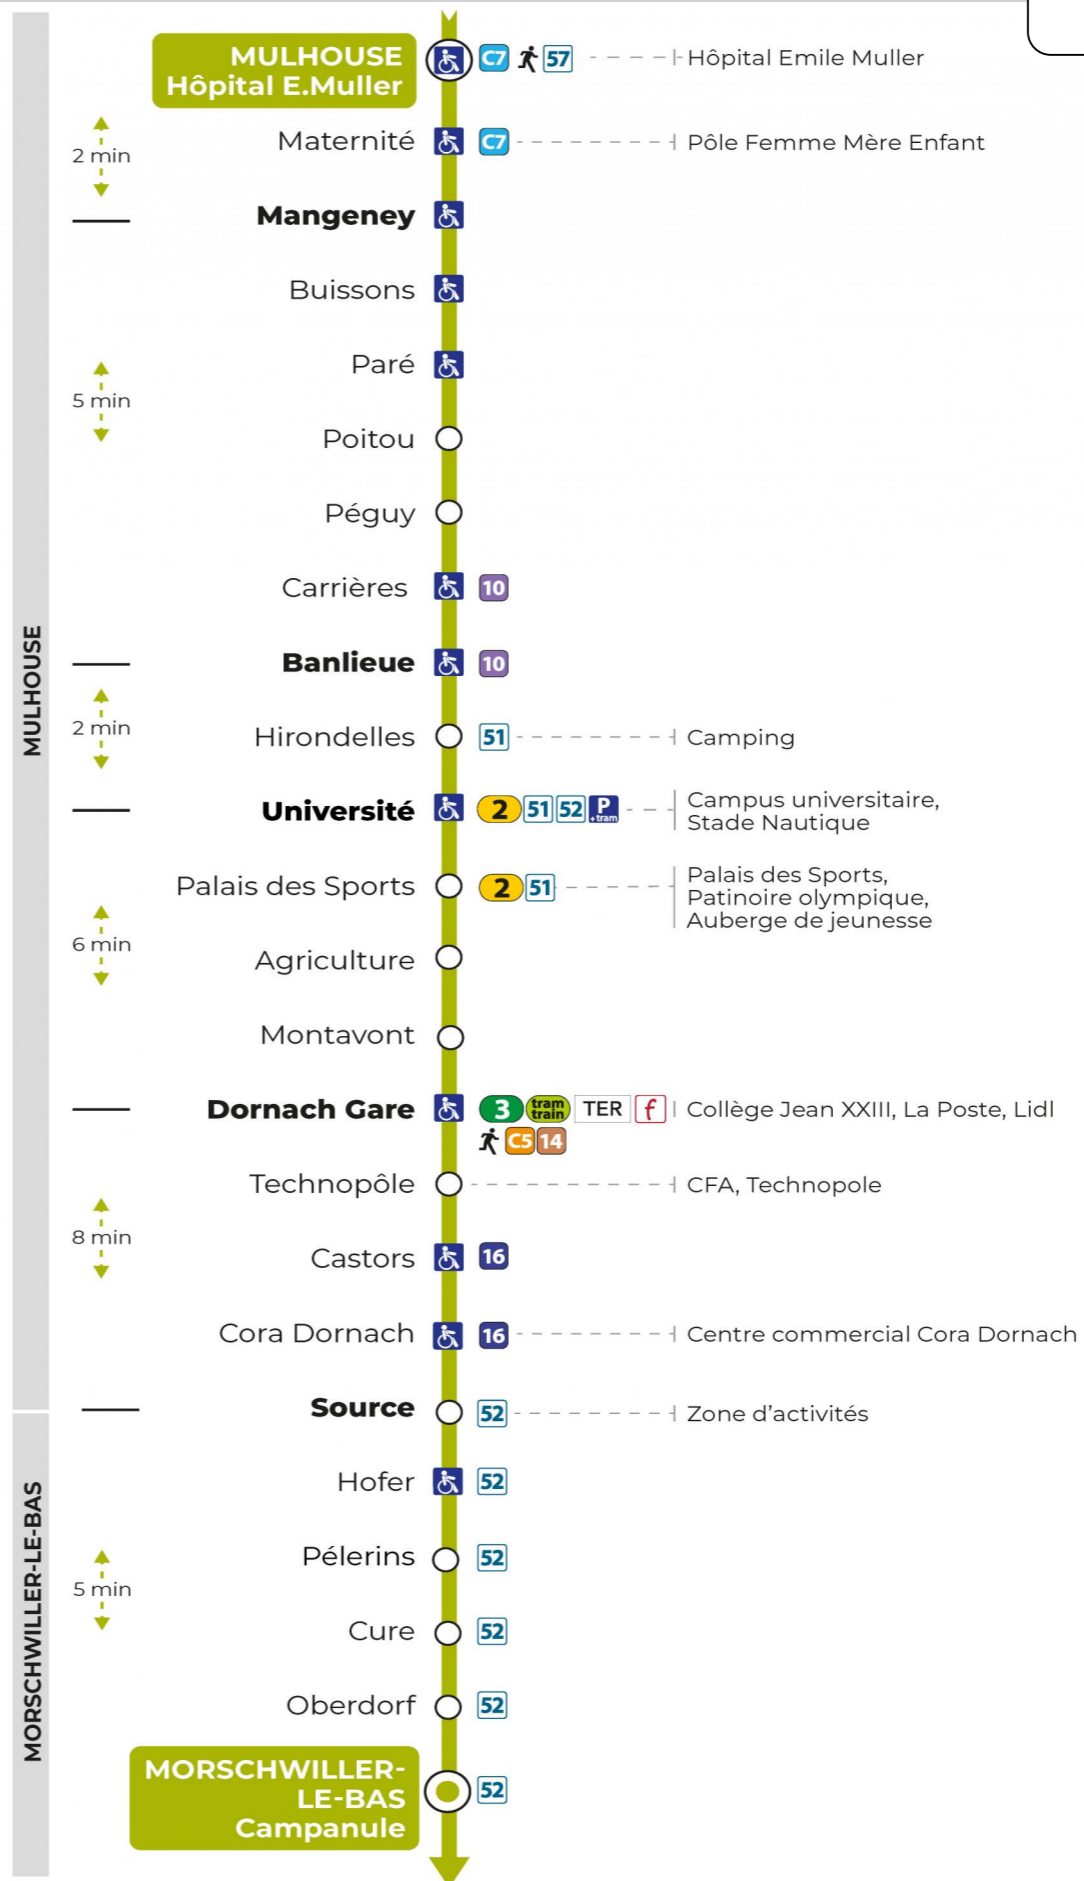 MULHOUSE
Hôpital E.Muller
C7 57 Hôpital Emile Muller
Maternité C7 Pôle Femme Mère Enfant
2 min
Mangeney
Buissons
Paré
5 min
Poitou
Péguy
Carrières 10
MULHOUSE
Banlieue 10
2 min
Hirondelles 51 Camping
Université 2 51 52 P +tram
Campus universitaire,
Stade Nautique
Palais des Sports 2 51
Palais des Sports,
Patinoire olympique,
Auberge de jeunesse
6 min
Agriculture
Montavont
Dornach Gare 3 tram train TER f Collège Jean XXIII, La Poste, Lidl
C5 14
Technopôle CFA, Technopole
8 min
Castors 16
Cora Dornach 16 Centre commercial Cora Dornach
Source 52 Zone d’activités
MORSCHWILLER-LE-BAS
Hofer 52
Pélerins 52
5 min
Cure 52
Oberdorf 52
MORSCHWILLER-
LE-BAS
Campanule
52